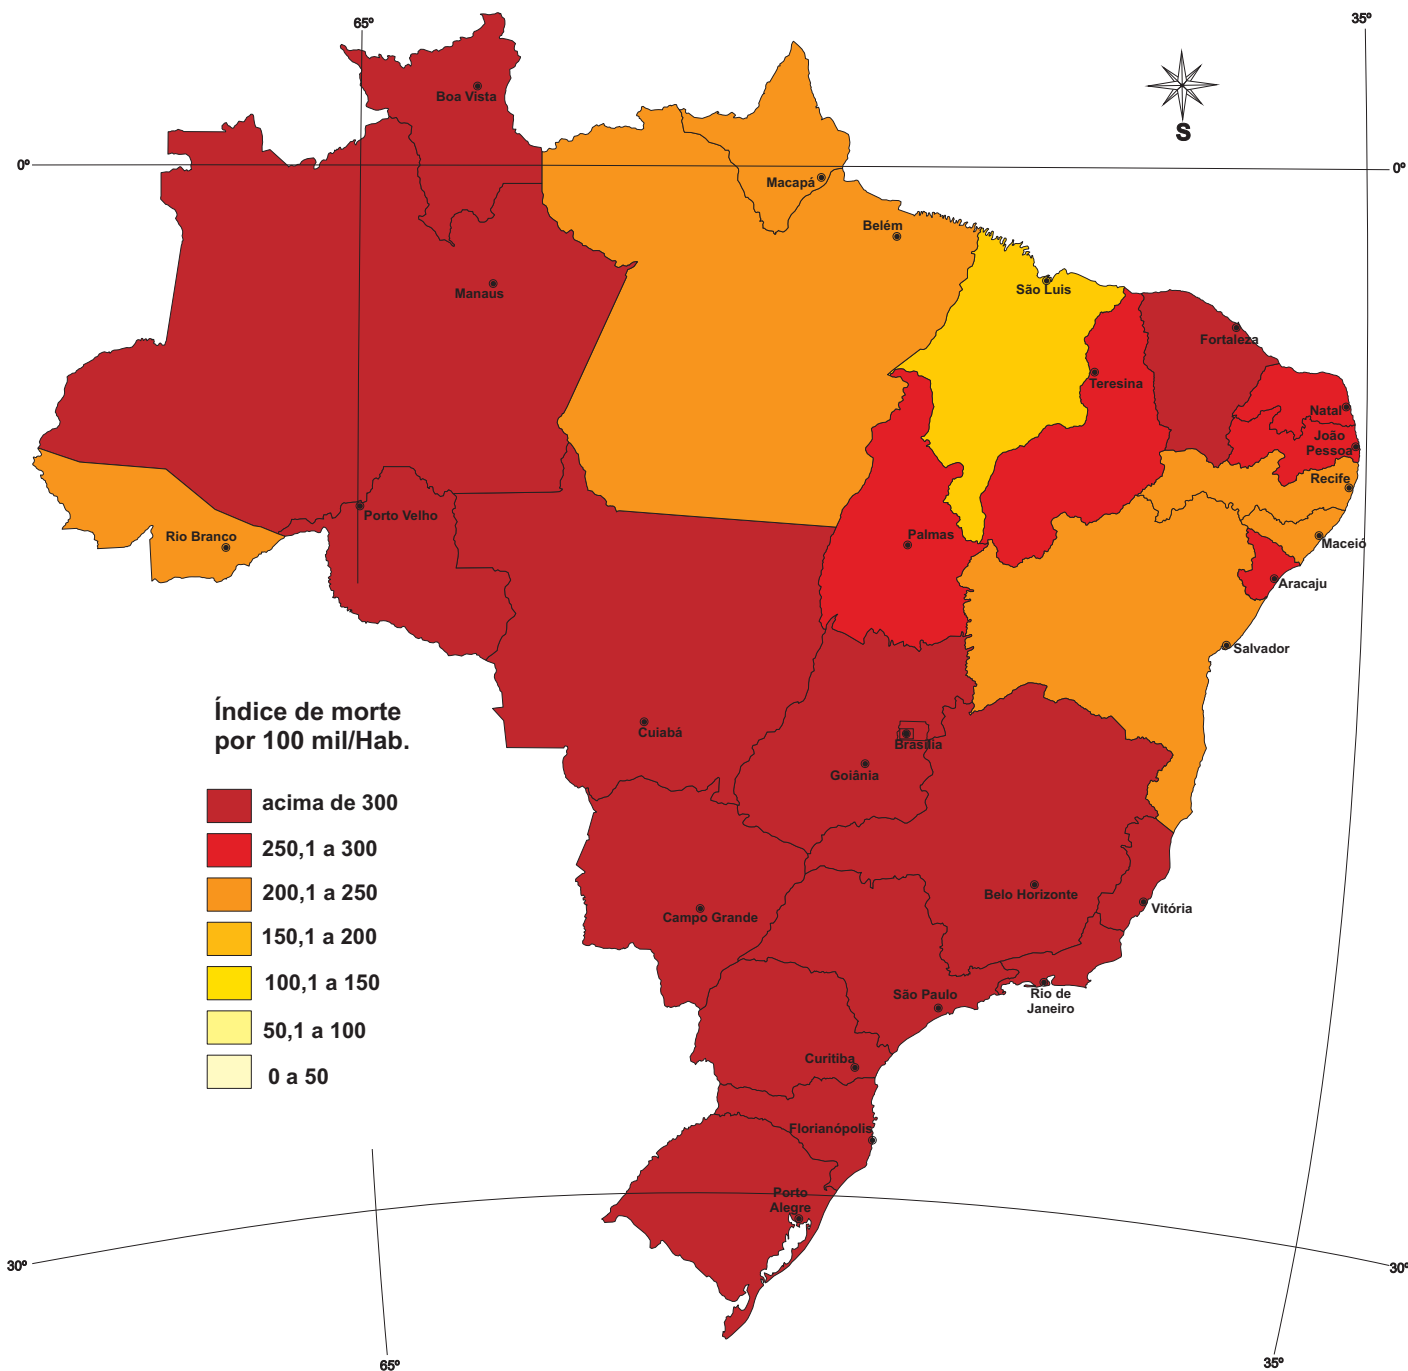 65º
35º
Boa Vista
S
0º
0º
Macapá
Belém
Manaus
São Luis
Fortaleza
Teresina
Natal
João
Pessoa
Recife
Porto Velho
Rio Branco
Palmas
Maceió
Aracaju
Salvador
Índice de morte
por 100 mil/Hab.
Cuiabá
Brasília
Goiânia
acima de 300
250,1 a 300
200,1 a 250
150,1 a 200
100,1 a 150
50,1 a 100
0 a 50
Belo Horizonte
Campo Grande
Vitória
São Paulo
Rio de
Janeiro
Curitiba
Florianópolis
Porto
Alegre
30º
30º
65º
35º